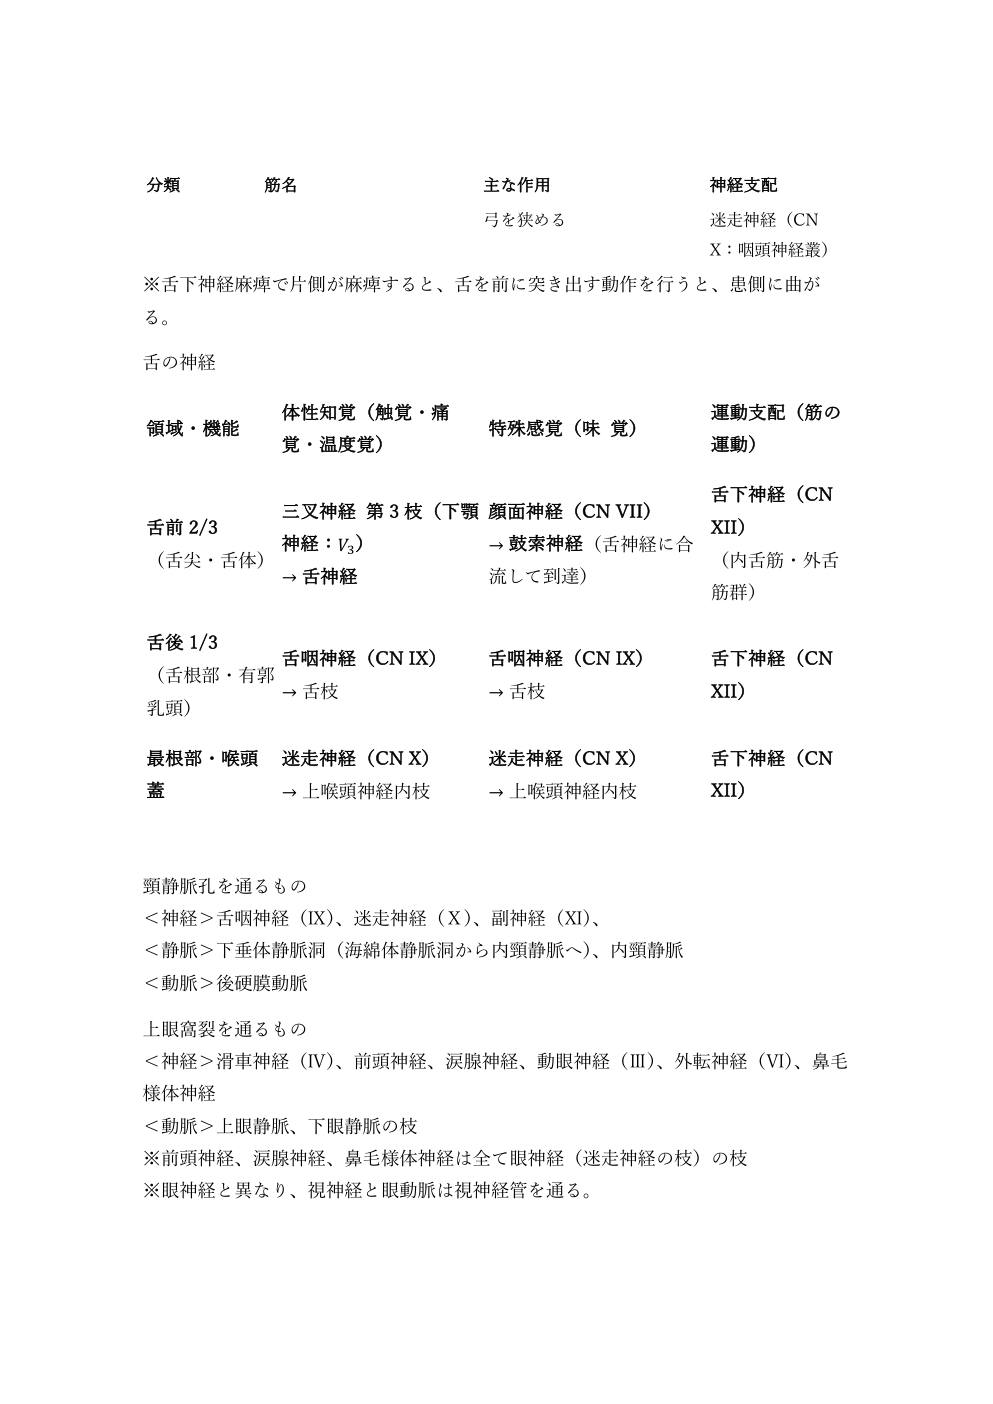 分類 筋名 主な作用 神経支配
弓を狭める 迷走神経（CN
X：咽頭神経叢）
※舌下神経麻痺で片側が麻痺すると、舌を前に突き出す動作を行うと、患側に曲が
る。
舌の神経
領域・機能
体性知覚（触覚・痛
覚・温度覚）
特殊感覚（味 覚）
運動支配（筋の
運動）
舌前 2/3
（舌尖・舌体）
三叉神経 第 3 枝（下顎
神経：V₃）
→ 舌神経
顔面神経（CN VII）
→ 鼓索神経（舌神経に合
流して到達）
舌下神経（CN
XII）
（内舌筋・外舌
筋群）
舌後 1/3
（舌根部・有郭
乳頭）
舌咽神経（CN IX）
→ 舌枝
舌咽神経（CN IX）
→ 舌枝
舌下神経（CN
XII）
最根部・喉頭
蓋
迷走神経（CN X）
→ 上喉頭神経内枝
迷走神経（CN X）
→ 上喉頭神経内枝
舌下神経（CN
XII）
頸静脈孔を通るもの
＜神経＞舌咽神経（Ⅸ）、迷走神経（Ⅹ）、副神経（Ⅺ）、
＜静脈＞下垂体静脈洞（海綿体静脈洞から内頸静脈へ）、内頸静脈
＜動脈＞後硬膜動脈
上眼窩裂を通るもの
＜神経＞滑車神経（Ⅳ）、前頭神経、涙腺神経、動眼神経（Ⅲ）、外転神経（Ⅵ）、鼻毛
様体神経
＜動脈＞上眼静脈、下眼静脈の枝
※前頭神経、涙腺神経、鼻毛様体神経は全て眼神経（迷走神経の枝）の枝
※眼神経と異なり、視神経と眼動脈は視神経管を通る。